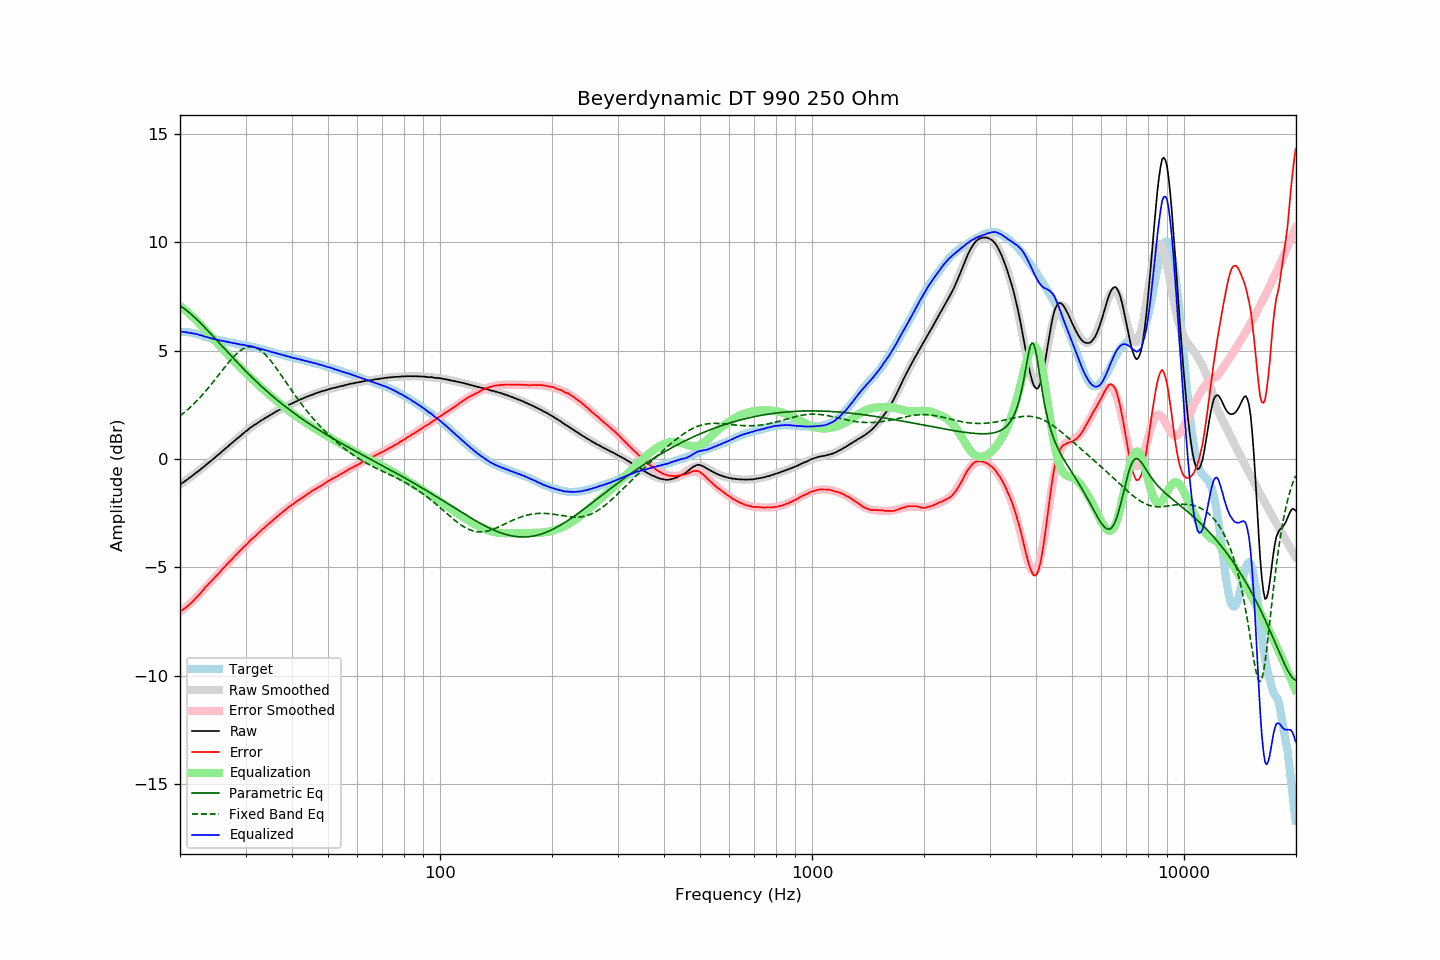 Beyerdynamic DT 990 250 Ohm
Amplitude (dBr)
15
10
5
0
−5
−10
−15
Target
Raw Smoothed
Error Smoothed
Raw
Error
Equalization
Parametric Eq
Fixed Band Eq
Equalized
100
1000
10000
Frequency (Hz)